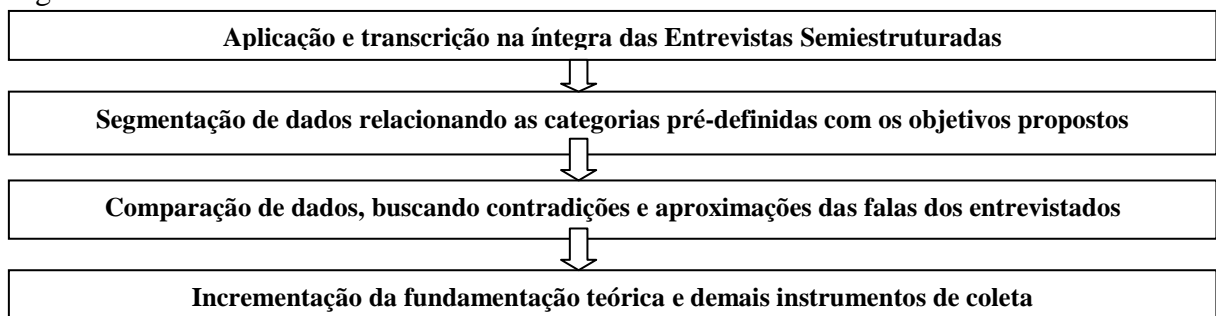 Aplicação e transcrição na íntegra das Entrevistas Semiestruturadas
Segmentação de dados relacionando as categorias pré-definidas com os objetivos propostos
Comparação de dados, buscando contradições e aproximações das falas dos entrevistados
Incrementação da fundamentação teórica e demais instrumentos de coleta